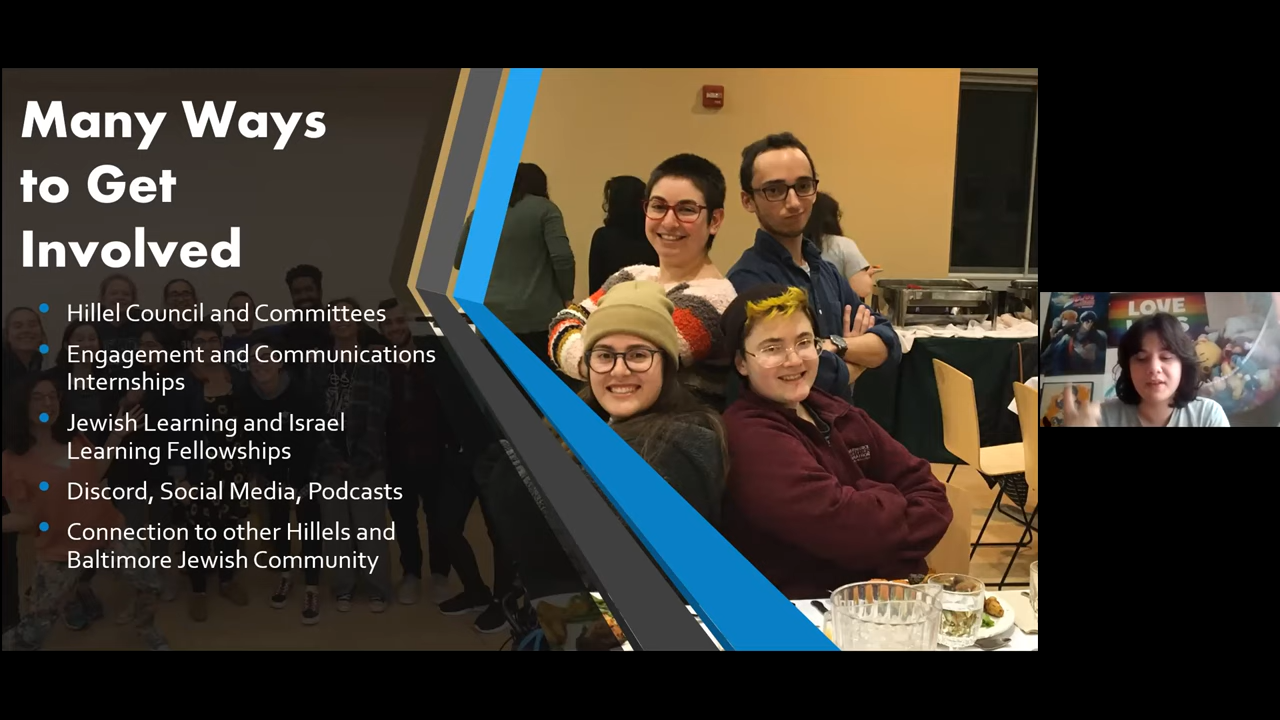 Many Ways
to Get
Involved
Hillel Council and Committees
Engagement and Communications
Internships
Jewish Learning and Israel
Learning Fellowships
Discord, Social Media, Podcasts
Connection to other Hillels and
Baltimore Jewish Community
LOVE